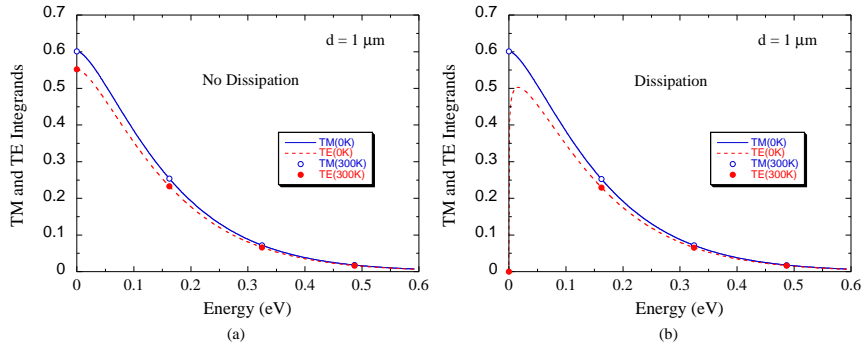 d = 1 µm
No Dissipation
TM and TE Integrands
0.6
0.5
0.4
0.3
0.2
0.1
0
TM(0K)
TE(0K)
TM(300K)
TE(300K)
0 0.1 0.2 0.3 0.4 0.5 0.6
Energy (eV)
(a)
d = 1 µm
Dissipation
TM and TE Integrands
0.7
0.6
0.5
0.4
0.3
0.2
0.1
0
TM(0K)
TE(0K)
TM(300K)
TE(300K)
0 0.1 0.2 0.3 0.4 0.5 0.6
Energy (eV)
(b)